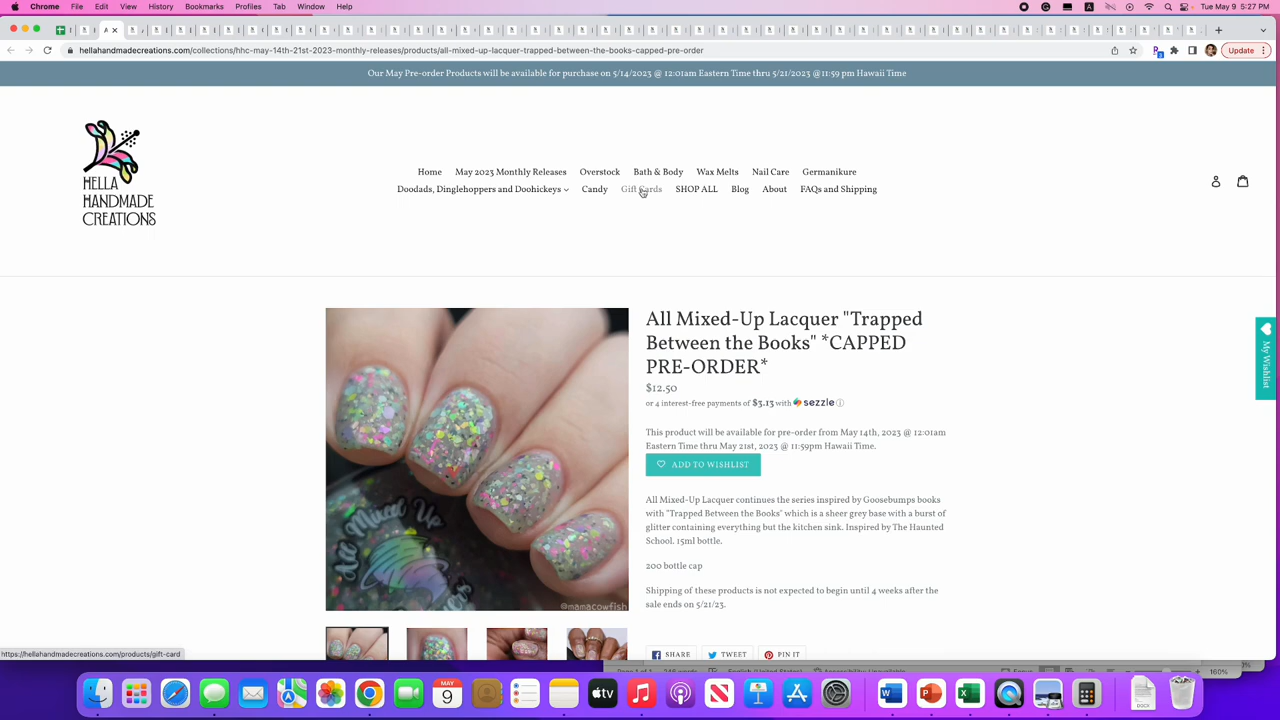 Chrome File Edit View History Bookmarks Profiles Tab Window Help Tue May 9 5:27 PM
hellahandmadecreations.com/collections/hhc-may-14th-21st-2023-monthly-releases/products/all-mixed-up-lacquer-trapped-between-the-books-capped-pre-order Update
Our May Pre-order Products will be available for purchase on 5/14/2023 @ 12:01am Eastern Time thru 5/21/2023 @11:59 pm Hawaii Time
HELLA
HANDMADE
CREATIONS
Home May 2023 Monthly Releases Overstock Bath & Body Wax Melts Nail Care Germanikure
Doodads, Dinglehoppers and Doohickeys Candy Gift Cards SHOP ALL Blog About FAQs and Shipping
All Mixed-Up Lacquer "Trapped
Between the Books" *CAPPED
PRE-ORDER*
$12.50
or 4 interest-free payments of $3.13 with sezzle
My Wishlist
This product will be available for pre-order from May 14th, 2023 @ 12:01am
Eastern Time thru May 21st, 2023 @ 11:59pm Hawaii Time.
ADD TO WISHLIST
All Mixed-Up Lacquer continues the series inspired by Goosebumps books
with "Trapped Between the Books" which is a sheer grey base with a burst of
glitter containing everything but the kitchen sink. Inspired by The Haunted
School. 15ml bottle.
200 bottle cap
Shipping of these products is not expected to begin until 4 weeks after the
sale ends on 5/21/23.
All Mixed Up
Lacquer
@mamacowfish
SHARE TWEET PIN IT
https://hellahandmadecreations.com/products/gift-card
160%
MAY
9
tv
DOCX